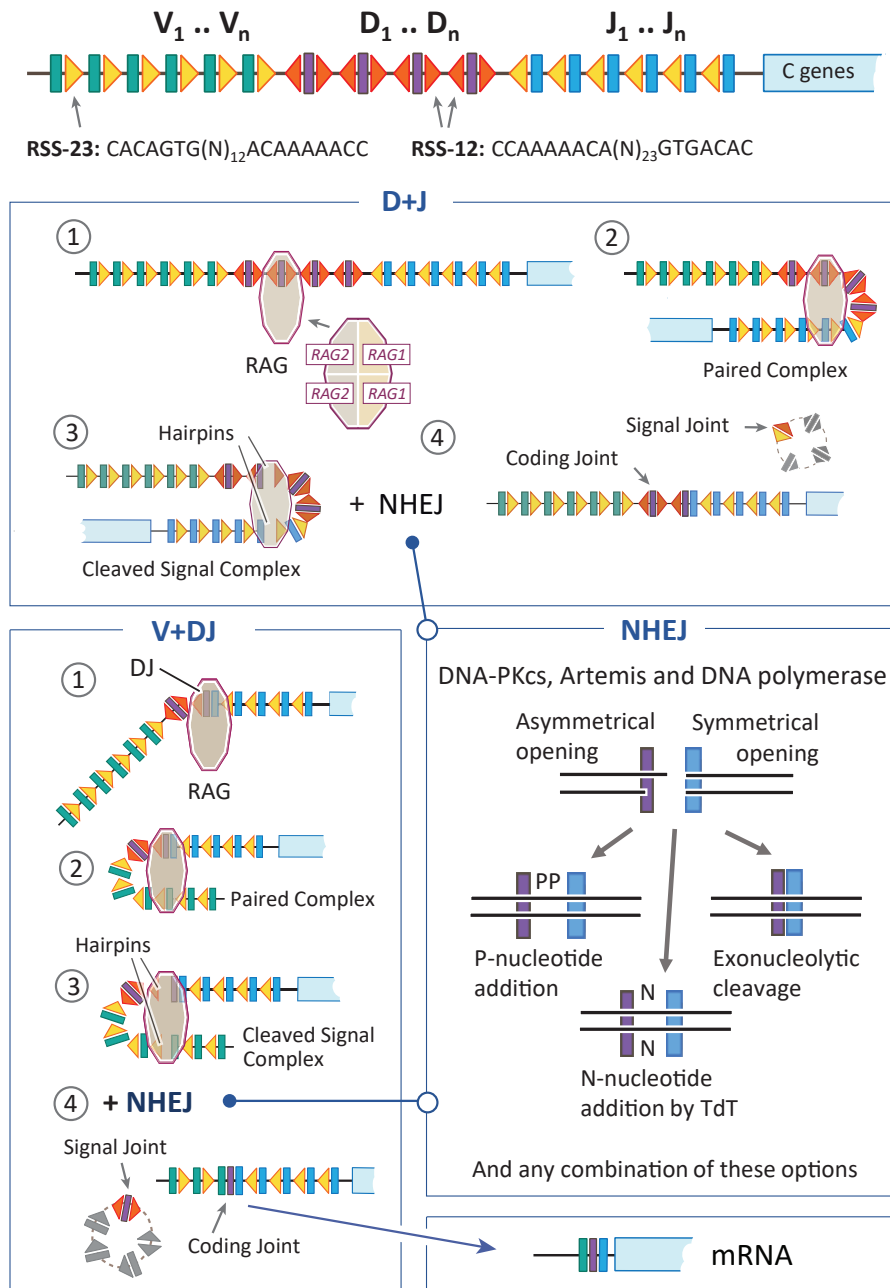 V1 .. Vn D1 .. Dn J1 .. Jn
C genes
RSS-23: CACAGTG(N)12ACAAAAACC RSS-12: CCAAAAACA(N)23GTGACAC
D+J
1
RAG
RAG2 RAG1
RAG2 RAG1
2
Paired Complex
3
Hairpins
Cleaved Signal Complex
+ NHEJ
4
Signal Joint
Coding Joint
V+DJ
1
DJ
RAG
2
Paired Complex
Hairpins
3
Cleaved Signal
Complex
4 + NHEJ
Signal Joint
Coding Joint
NHEJ
DNA-PKcs, Artemis and DNA polymerase
Asymmetrical
opening
Symmetrical
opening
PP
P-nucleotide
addition
Exonucleolytic
cleavage
N
N
N-nucleotide
addition by TdT
And any combination of these options
mRNA